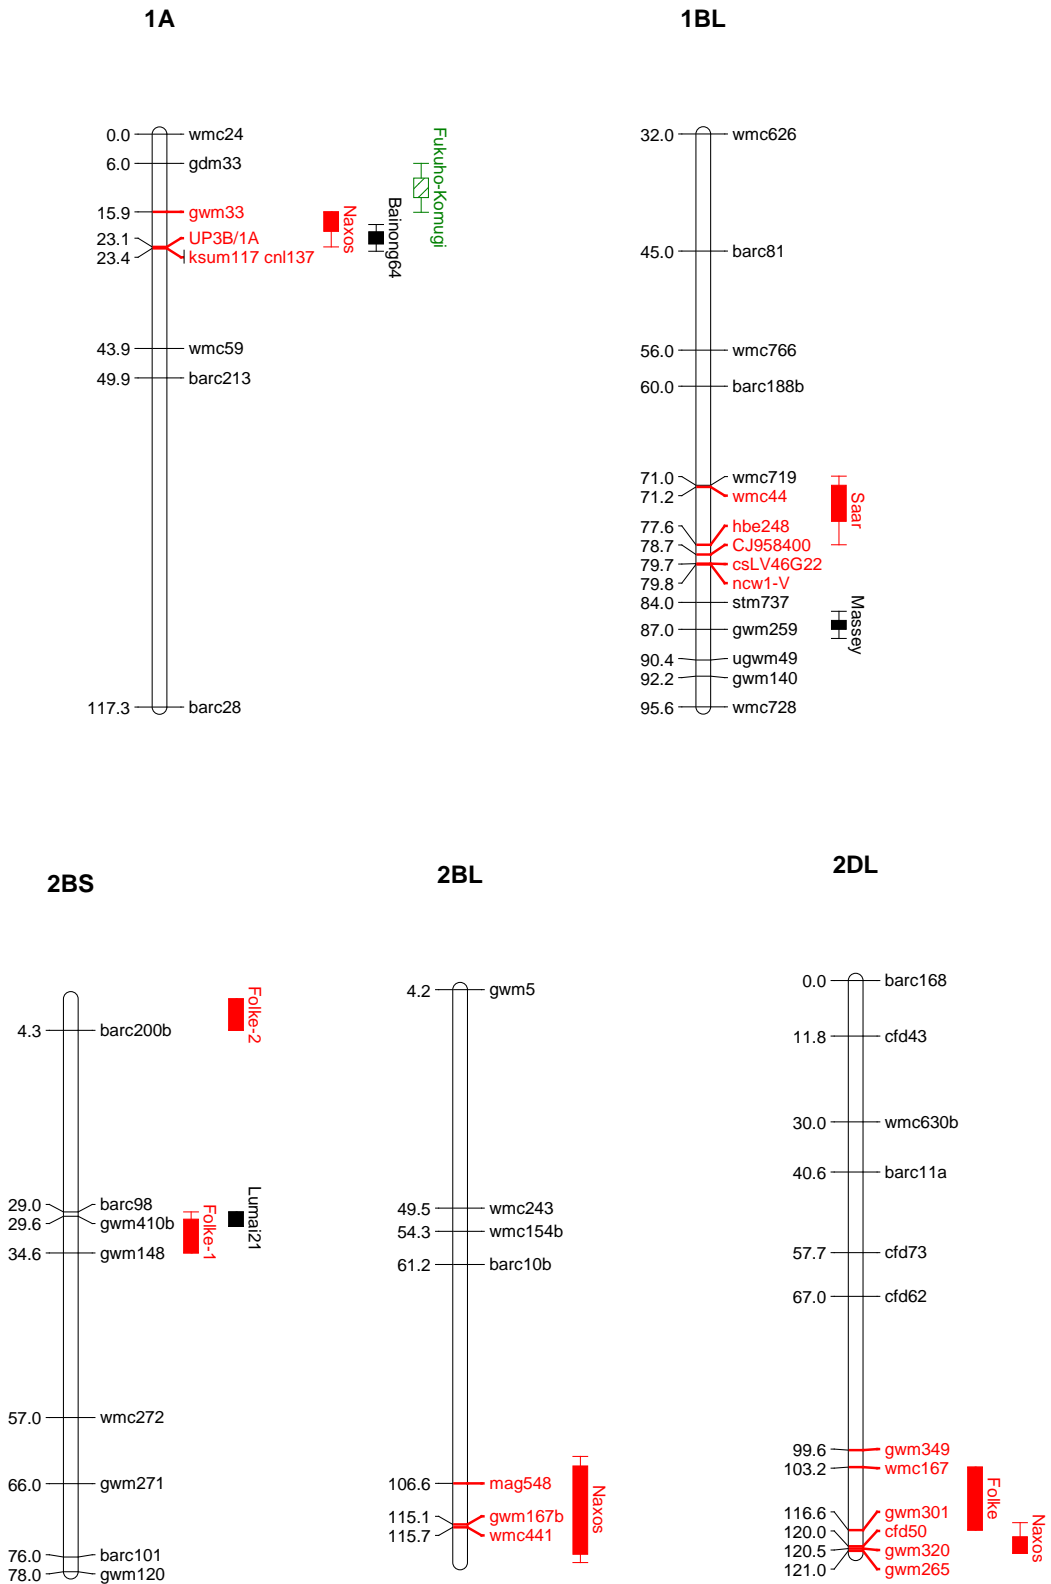 1A
1BL
0.0 wmc24
6.0 gdm33
15.9 gwm33
23.1 UP3B/1A
23.4 ksum117 cnl137
43.9 wmc59
49.9 barc213
117.3 barc28
Naxos
Bainong64
Fukuho-Komugi
32.0 wmc626
45.0 barc81
56.0 wmc766
60.0 barc188b
71.0 wmc719
71.2 wmc44
77.6 hbe248
78.7 CJ958400
79.7 csLV46G22
79.8 ncw1-V
84.0 stm737
87.0 gwm259
90.4 ugwm49
92.2 gwm140
95.6 wmc728
Saar
Massey
2BS
2BL
2DL
4.3 barc200b
29.0 barc98
29.6 gwm410b
34.6 gwm148
57.0 wmc272
66.0 gwm271
76.0 barc101
78.0 gwm120
Folke-2
Folke-1
Lumai21
4.2 gwm5
49.5 wmc243
54.3 wmc154b
61.2 barc10b
106.6 mag548
115.1 gwm167b
115.7 wmc441
Naxos
0.0 barc168
11.8 cfd43
30.0 wmc630b
40.6 barc11a
57.7 cfd73
67.0 cfd62
99.6 gwm349
103.2 wmc167
116.6 gwm301
120.0 cfd50
120.5 gwm320
121.0 gwm265
Folke
Naxos